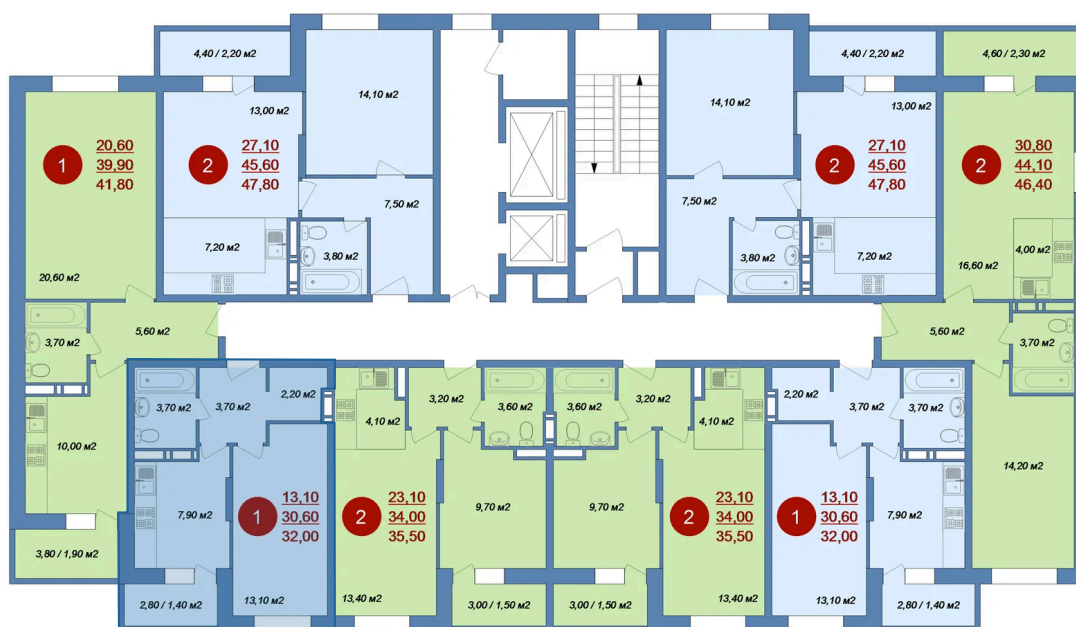 4,40 / 2,20 м2
14,10 м2
14,10 м2
4,40 / 2,20 м2
4,60 / 2,30 м2
13,00 м2
13,00 м2
1
20,60
39,90
41,80
2
27,10
45,60
47,80
2
27,10
45,60
47,80
2
30,80
44,10
46,40
7,50 м2
7,50 м2
7,20 м2
3,80 м2
3,80 м2
7,20 м2
4,00 м2
20,60 м2
16,60 м2
3,70 м2
5,60 м2
5,60 м2
3,70 м2
3,70 м2
3,70 м2
2,20 м2
4,10 м2
3,20 м2
3,60 м2
3,60 м2
3,20 м2
4,10 м2
2,20 м2
3,70 м2
3,70 м2
10,00 м2
14,20 м2
7,90 м2
1
13,10
30,60
32,00
2
23,10
34,00
35,50
9,70 м2
9,70 м2
2
23,10
34,00
35,50
1
13,10
30,60
32,00
7,90 м2
3,80 / 1,90 м2
2,80 / 1,40 м2
13,10 м2
13,40 м2
3,00 / 1,50 м2
3,00 / 1,50 м2
13,40 м2
13,10 м2
2,80 / 1,40 м2